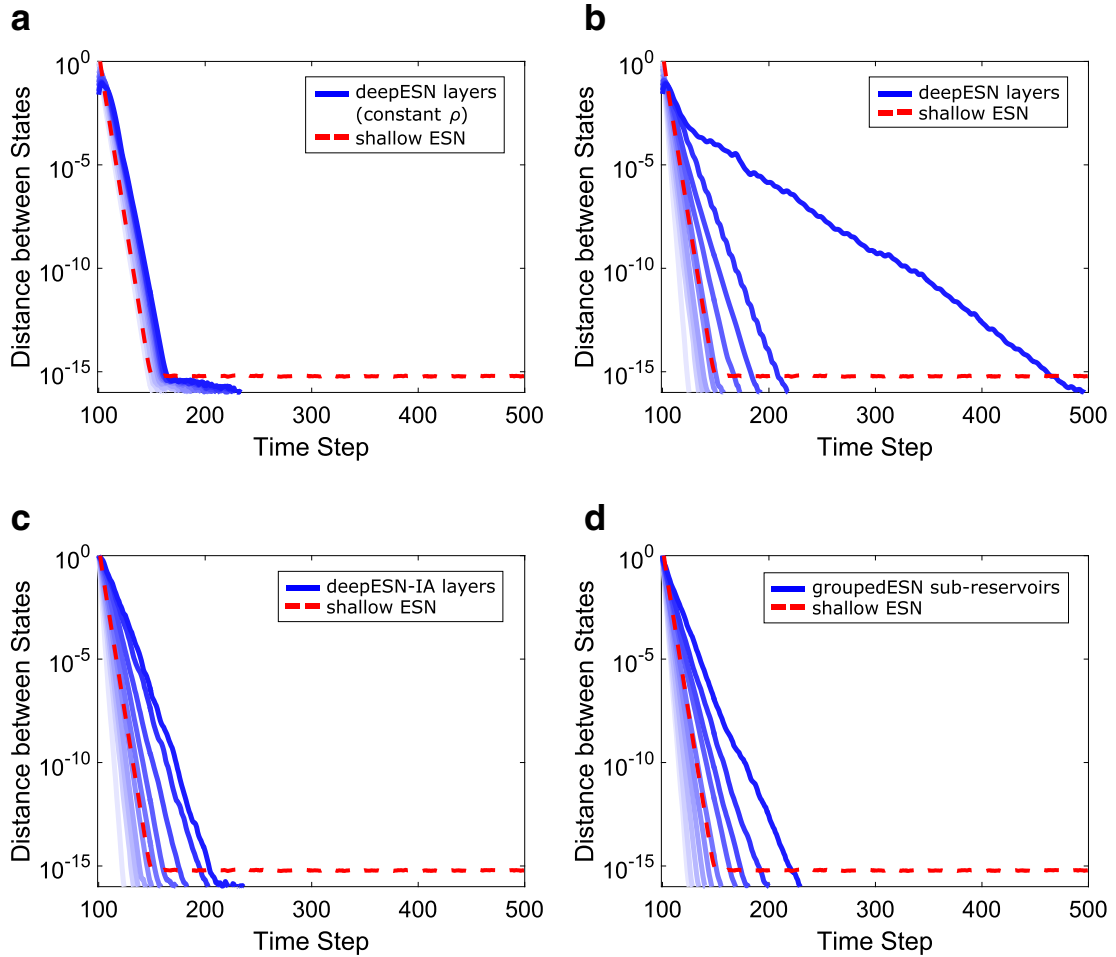 a
10^0
10^-5
10^-10
10^-15
Distance between States
deepESN layers
(constant ρ)
shallow ESN
100 200 300 400 500
Time Step
b
10^0
10^-5
10^-10
10^-15
Distance between States
deepESN layers
shallow ESN
100 200 300 400 500
Time Step
c
10^0
10^-5
10^-10
10^-15
Distance between States
deepESN-IA layers
shallow ESN
100 200 300 400 500
Time Step
d
10^0
10^-5
10^-10
10^-15
Distance between States
groupedESN sub-reservoirs
shallow ESN
100 200 300 400 500
Time Step